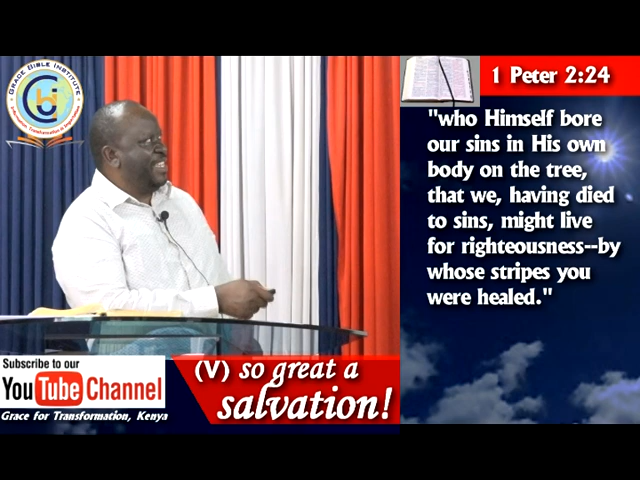 GRACE BIBLE INSTITUTE
1 Peter 2:24
"who Himself bore
our sins in His own
body on the tree,
that we, having died
to sins, might live
for righteousness--by
whose stripes you
were healed."
Subscribe to our
YouTube Channel
Grace for Transformation, Kenya
(V) so great a
salvation!